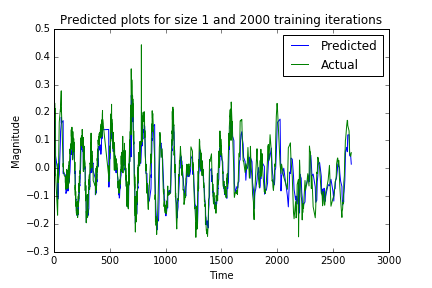 Predicted plots for size 1 and 2000 training iterations
Predicted
Actual
Magnitude
0.5
0.4
0.3
0.2
0.1
0.0
−0.1
−0.2
−0.3
0 500 1000 1500 2000 2500 3000
Time